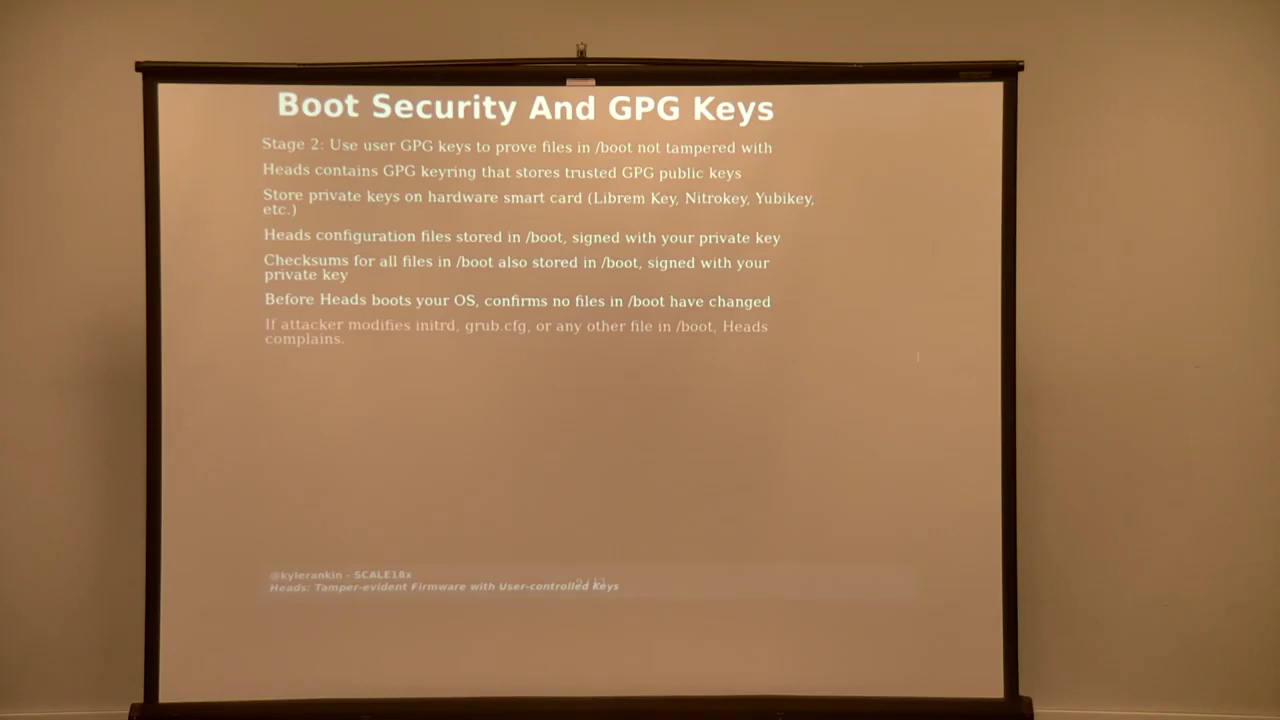 Boot Security And GPG Keys
Stage 2: Use user GPG keys to prove files in /boot not tampered with
Heads contains GPG keyring that stores trusted GPG public keys
Store private keys on hardware smart card (Librem Key, Nitrokey, Yubikey,
etc.)
Heads configuration files stored in /boot, signed with your private key
Checksums for all files in /boot also stored in /boot, signed with your
private key
Before Heads boots your OS, confirms no files in /boot have changed
If attacker modifies initrd, grub.cfg, or any other file in /boot, Heads
complains.
@kylerankin - SCALE18x
Heads: Tamper-evident Firmware with User-controlled Keys